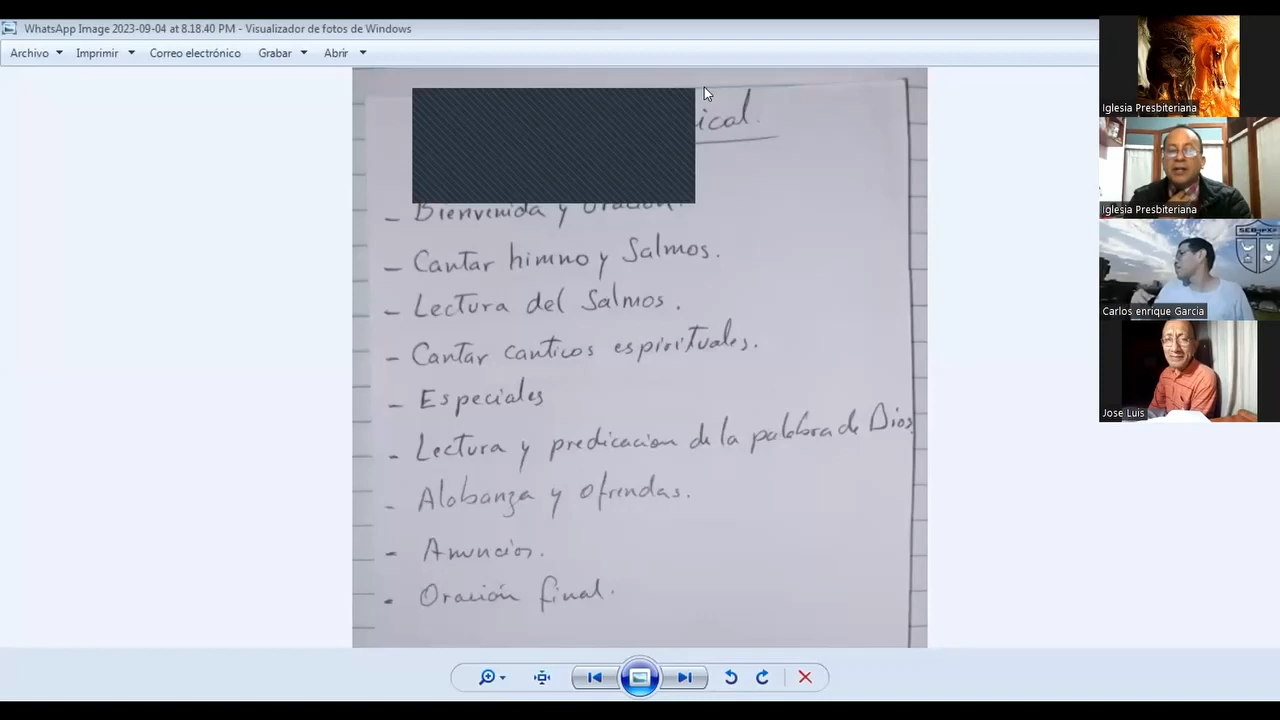 WhatsApp Image 2023-09-04 at 8.18.40 PM - Visualizador de fotos de Windows
Archivo Imprimir Correo electrónico Grabar Abrir
- Bienvenida y oración.
- Cantar himno y Salmos.
- Lectura del Salmos.
- Cantar canticos espirituales.
- Especiales
- Lectura y predicacion de la palabra de Dios.
- Alabanza y ofrendas.
- Anuncios.
- Oración final.
Iglesia Presbiteriana
Iglesia Presbiteriana
Carlos enrique Garcia
Jose Luis